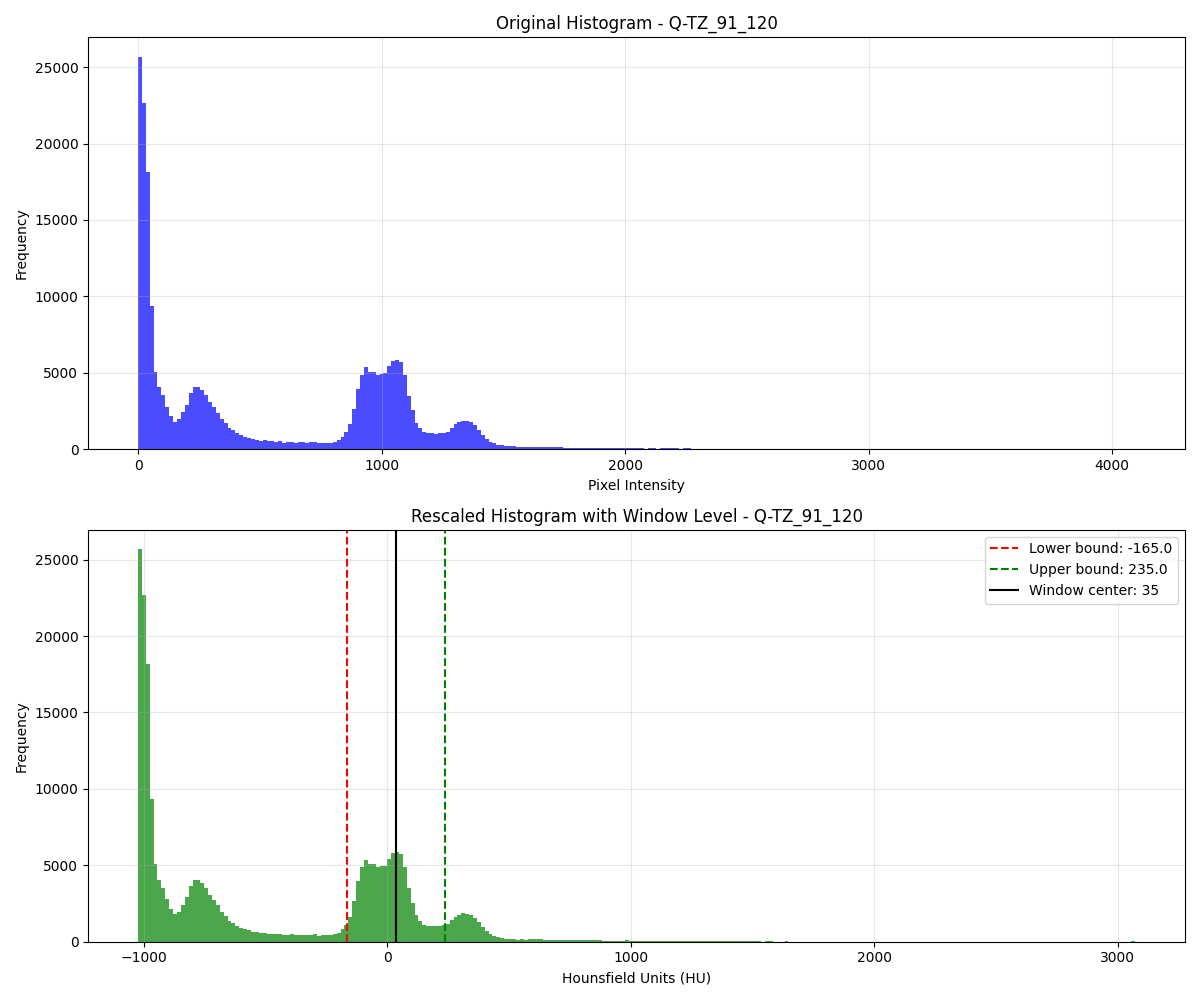 Original Histogram - Q-TZ_91_120
Frequency
25000
20000
15000
10000
5000
0
0 1000 2000 3000 4000
Pixel Intensity
Rescaled Histogram with Window Level - Q-TZ_91_120
Frequency
25000
20000
15000
10000
5000
0
Lower bound: -165.0
Upper bound: 235.0
Window center: 35
−1000 0 1000 2000 3000
Hounsfield Units (HU)